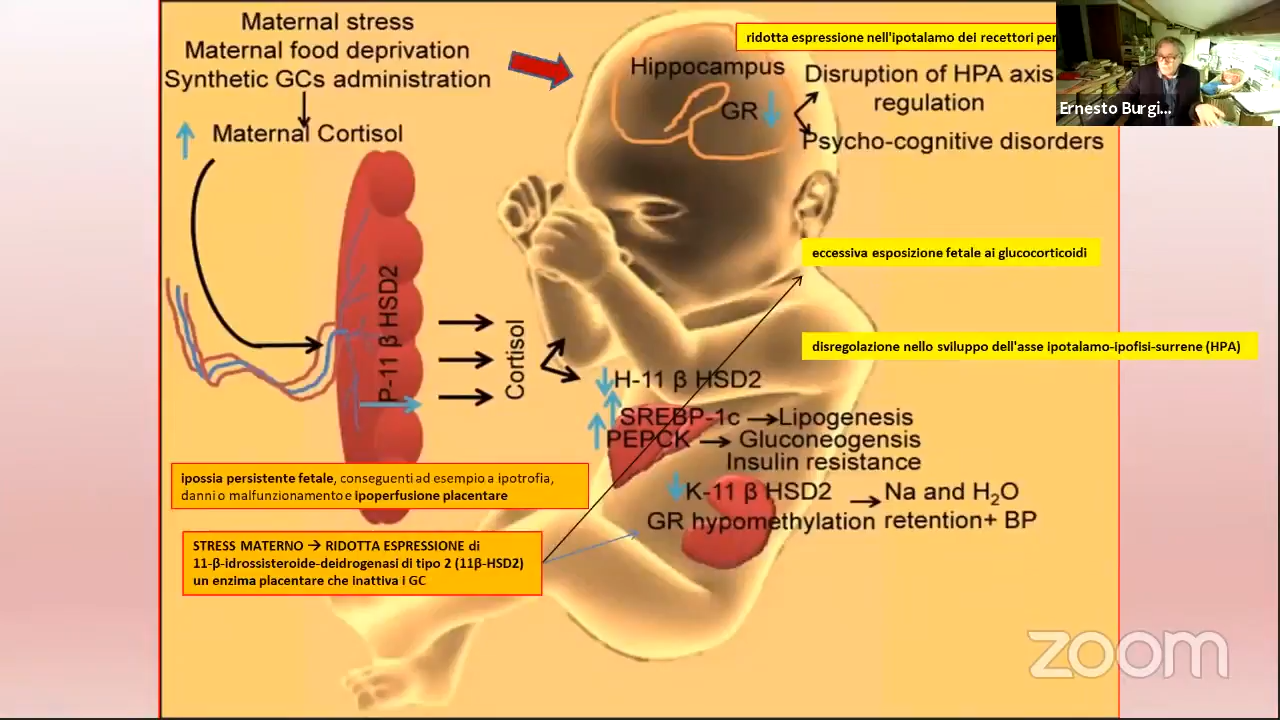 Maternal stress
Maternal food deprivation
Synthetic GCs administration
Maternal Cortisol
ridotta espressione nell'ipotalamo dei recettori per
Hippocampus
GR
Disruption of HPA axis
regulation
Psycho-cognitive disorders
Ernesto Burgi...
P-11 β HSD2
Cortisol
eccessiva esposizione fetale ai glucocorticoidi
disregolazione nello sviluppo dell'asse ipotalamo-ipofisi-surrene (HPA)
H-11 β HSD2
SREBP-1c Lipogenesis
PEPCK Gluconeogensis
Insulin resistance
K-11 β HSD2 Na and H₂O
GR hypomethylation retention+ BP
ipossia persistente fetale, conseguenti ad esempio a ipotrofia,
danni o malfunzionamento e ipoperfusione placentare
STRESS MATERNO → RIDOTTA ESPRESSIONE di
11-β-idrossisteroide-deidrogenasi di tipo 2 (11β-HSD2)
un enzima placentare che inattiva i GC
zoom